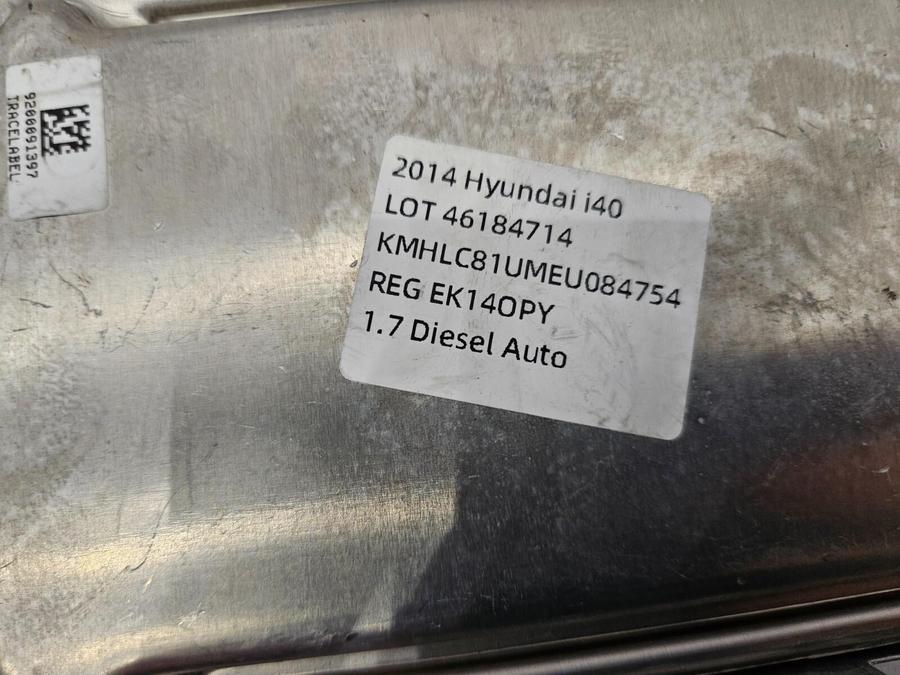 2014 Hyundai i40
LOT 46184714
KMHLC81UMEU084754
REG EK14OPY
1.7 Diesel Auto
9200091397
TRACELABEL